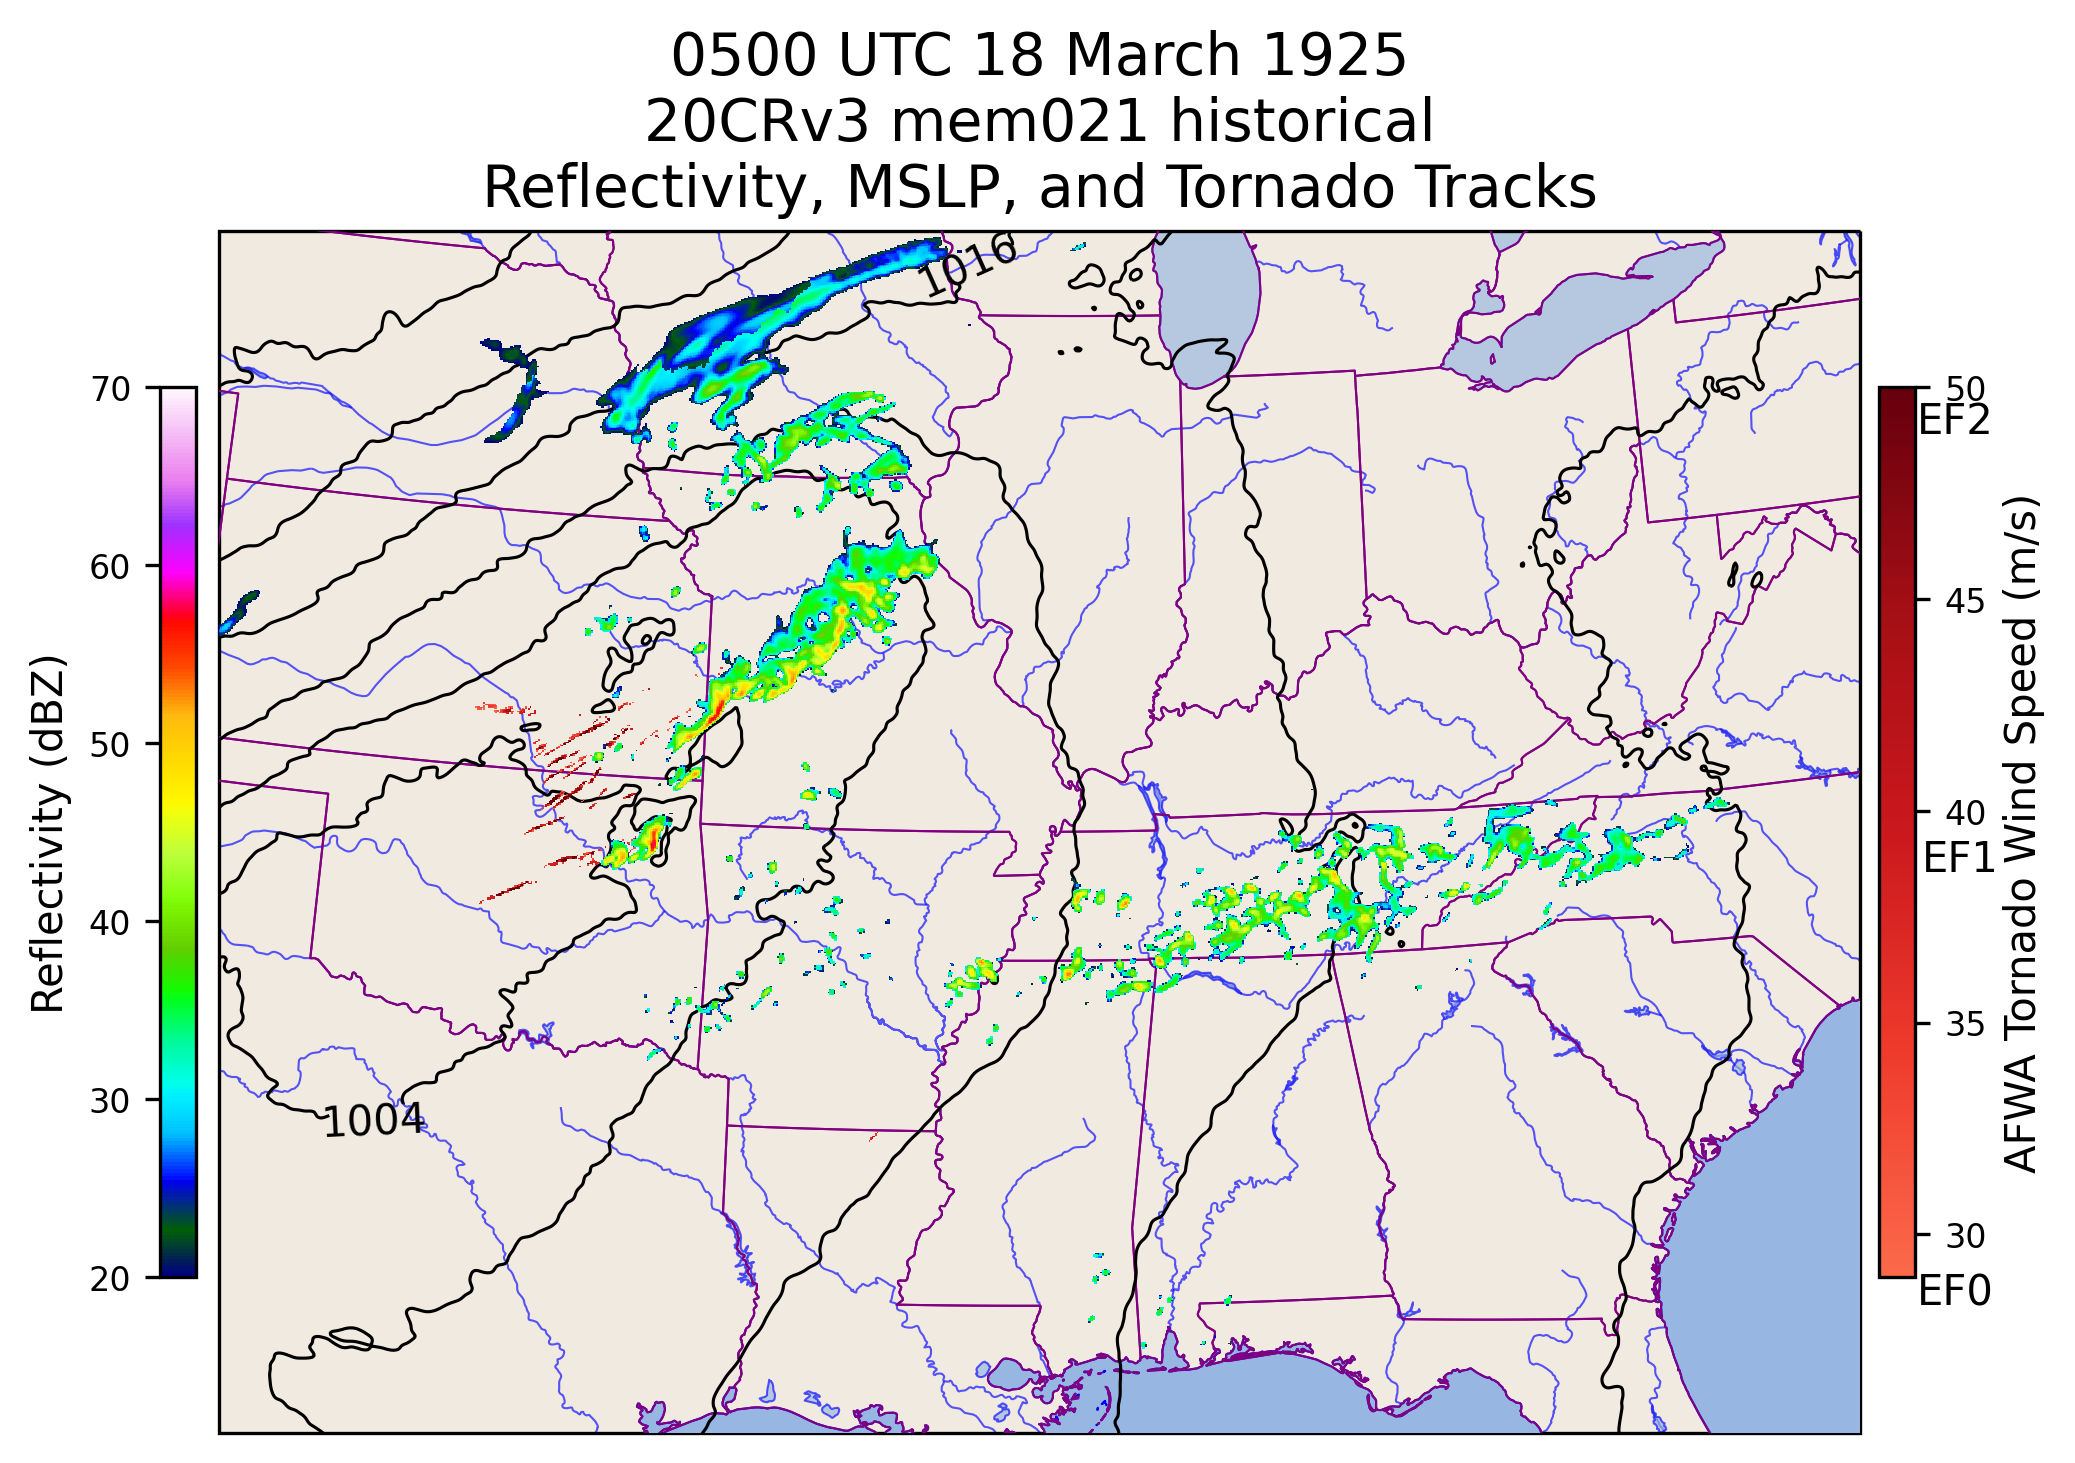 0500 UTC 18 March 1925
20CRv3 mem021 historical
Reflectivity, MSLP, and Tornado Tracks
1016
1004
Reflectivity (dBZ)
70
60
50
40
30
20
50
EF2
45
40
EF1
35
30
EF0
AFWA Tornado Wind Speed (m/s)